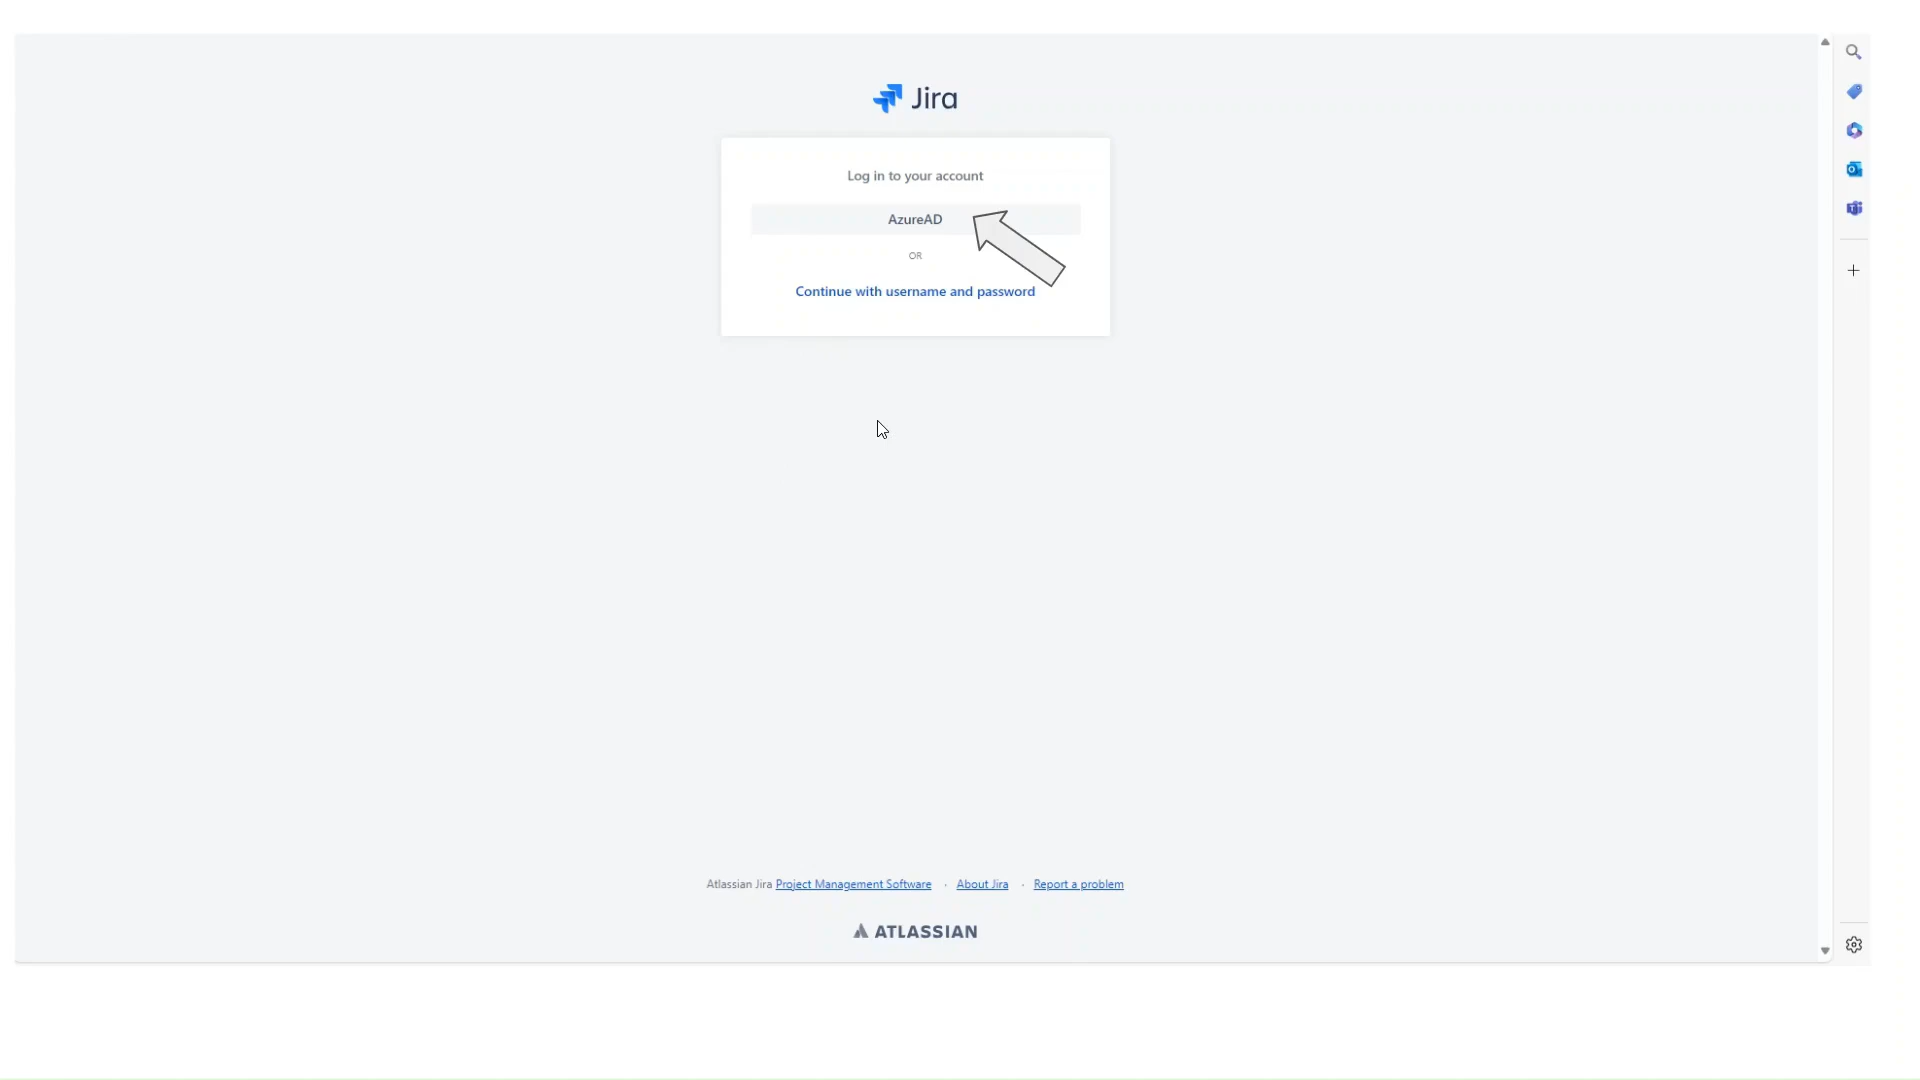 Jira
Log in to your account
AzureAD
OR
Continue with username and password
Atlassian Jira Project Management Software · About Jira · Report a problem
ATLASSIAN